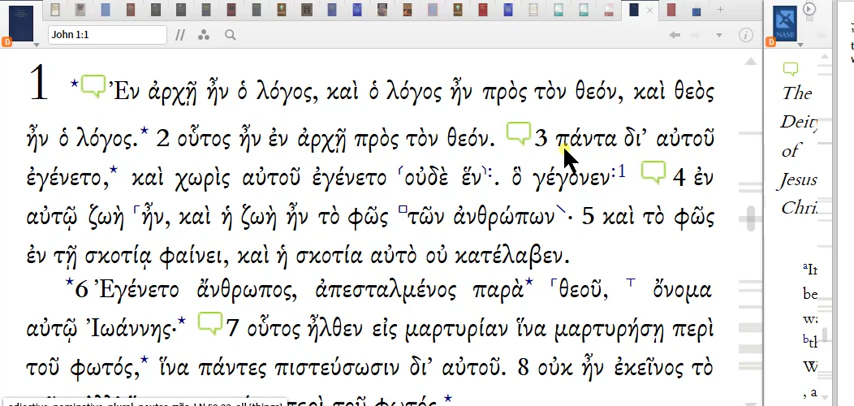 John 1:1
NASB
1 *Ἐν ἀρχῇ ἦν ὁ λόγος, καὶ ὁ λόγος ἦν πρὸς τὸν θεόν, καὶ θεὸς
ἦν ὁ λόγος.* 2 οὗτος ἦν ἐν ἀρχῇ πρὸς τὸν θεόν. 3 πάντα δι’ αὐτοῦ
ἐγένετο,* καὶ χωρὶς αὐτοῦ ἐγένετο ⸂οὐδὲ ἕν⸃:. ὃ γέγονεν:1 4 ἐν
αὐτῷ ζωὴ ⸀ἦν, καὶ ἡ ζωὴ ἦν τὸ φῶς ⸋τῶν ἀνθρώπων⸌· 5 καὶ τὸ φῶς
ἐν τῇ σκοτίᾳ φαίνει, καὶ ἡ σκοτία αὐτὸ οὐ κατέλαβεν.
*6 Ἐγένετο ἄνθρωπος, ἀπεσταλμένος παρὰ* ⸀θεοῦ, ⸆ ὄνομα
αὐτῷ Ἰωάννης·* 7 οὗτος ἦλθεν εἰς μαρτυρίαν ἵνα μαρτυρήσῃ περὶ
τοῦ φωτός,* ἵνα πάντες πιστεύσωσιν δι’ αὐτοῦ. 8 οὐκ ἦν ἐκεῖνος τὸ
περὶ τοῦ φωτός.*
The
Deity
of
Jesus
Chri